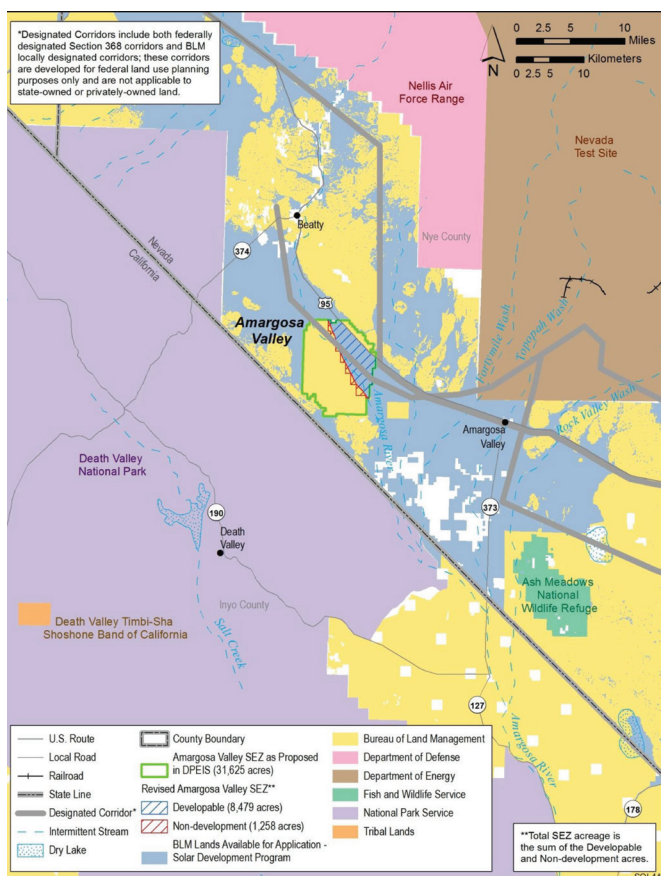 *Designated Corridors include both federally
designated Section 368 corridors and BLM
locally designated corridors; these corridors
are developed for federal land use planning
purposes only and are not applicable to
state-owned or privately-owned land.
N
0 2.5 5 10
Miles
Kilometers
0 2.5 5 10
Nellis Air
Force Range
Nevada
Test Site
Beatty
Nye County
374
Nevada
California
95
Amargosa
Valley
Fortymile Wash
Topopah Wash
Rock Valley Wash
Amargosa River
Amargosa
Valley
Death Valley
National Park
190
373
Death
Valley
Ash Meadows
National
Wildlife Refuge
Inyo County
Death Valley Timbi-Sha
Shoshone Band of California
Salt Creek
127
Amargosa River
178
U.S. Route
Local Road
Railroad
State Line
Designated Corridor*
Intermittent Stream
Dry Lake
County Boundary
Amargosa Valley SEZ as Proposed
in DPEIS (31,625 acres)
Revised Amargosa Valley SEZ**
Developable (8,479 acres)
Non-development (1,258 acres)
BLM Lands Available for Application -
Solar Development Program
Bureau of Land Management
Department of Defense
Department of Energy
Fish and Wildlife Service
National Park Service
Tribal Lands
**Total SEZ acreage is
the sum of the Developable
and Non-development acres.